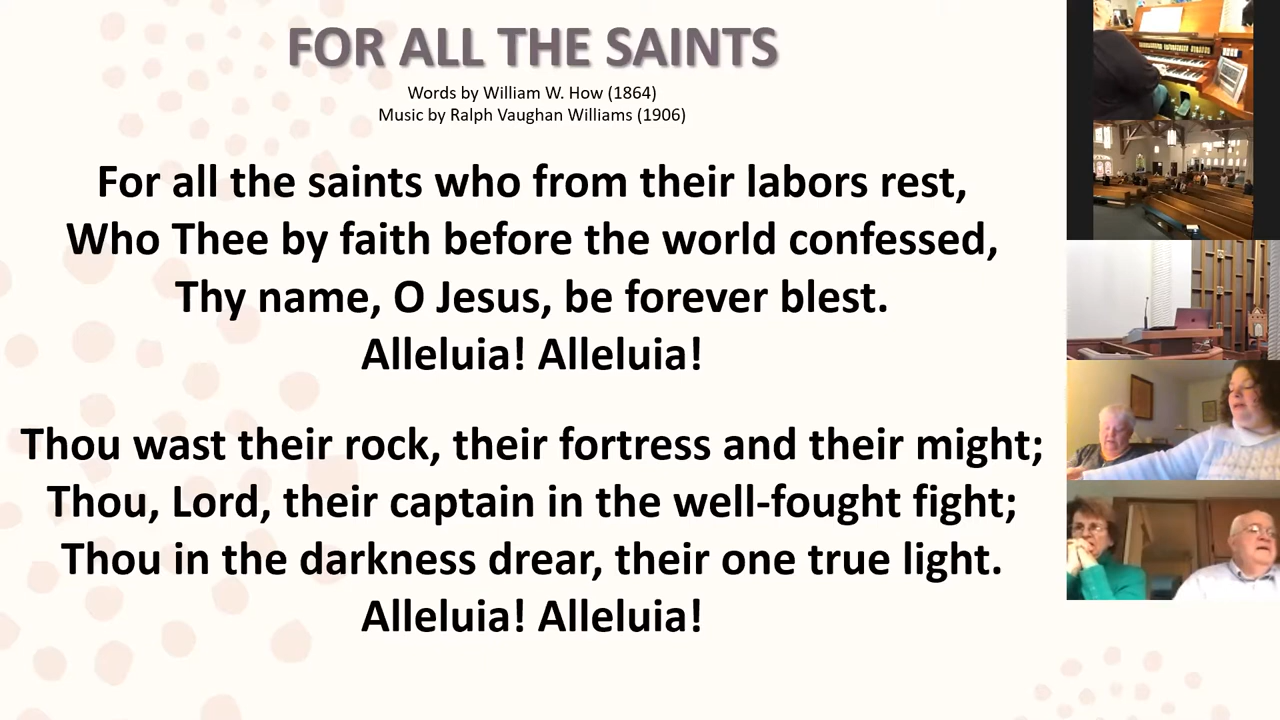 FOR ALL THE SAINTS
Words by William W. How (1864)
Music by Ralph Vaughan Williams (1906)
For all the saints who from their labors rest,
Who Thee by faith before the world confessed,
Thy name, O Jesus, be forever blest.
Alleluia! Alleluia!
Thou wast their rock, their fortress and their might;
Thou, Lord, their captain in the well-fought fight;
Thou in the darkness drear, their one true light.
Alleluia! Alleluia!